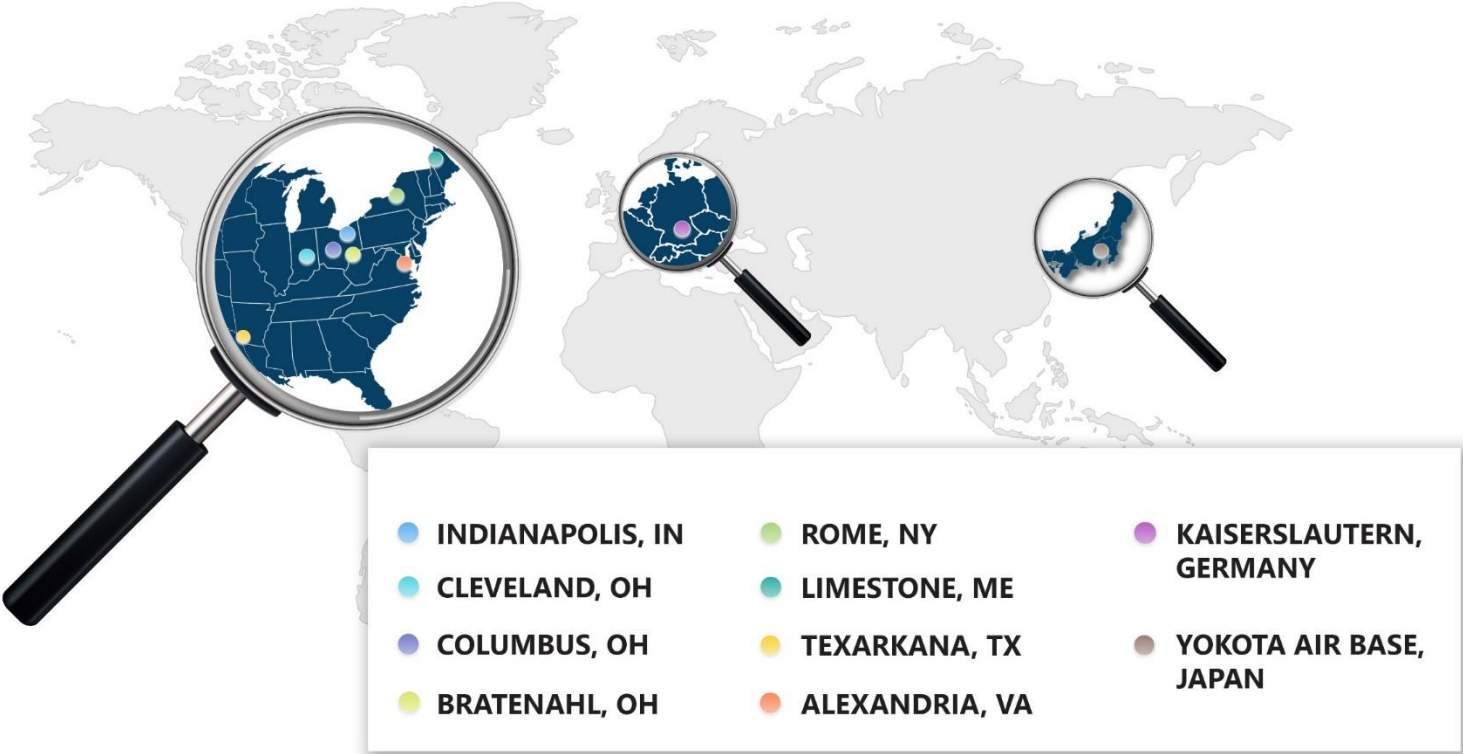 INDIANAPOLIS, IN
CLEVELAND, OH
COLUMBUS, OH
BRATENAHL, OH
ROME, NY
LIMESTONE, ME
TEXARKANA, TX
ALEXANDRIA, VA
KAISERSLAUTERN,
GERMANY
YOKOTA AIR BASE,
JAPAN